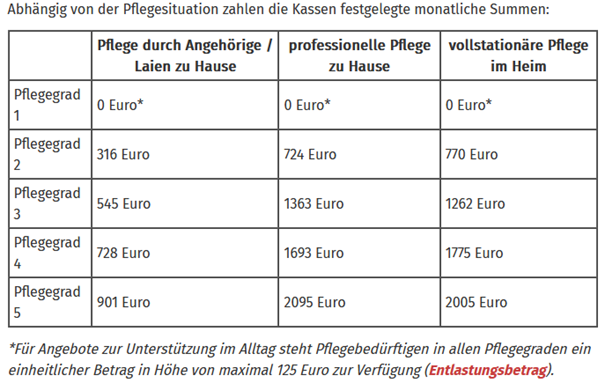 Abhängig von der Pflegesituation zahlen die Kassen festgelegte monatliche Summen:
Pflege durch Angehörige / professionelle Pflege vollstationäre Pflege
Laien zu Hause zu Hause im Heim
Pflegegrad
1 0 Euro* 0 Euro* 0 Euro*
Pflegegrad
2 316 Euro 724 Euro 770 Euro
Pflegegrad
3 545 Euro 1363 Euro 1262 Euro
Pflegegrad
4 728 Euro 1693 Euro 1775 Euro
Pflegegrad
5 901 Euro 2095 Euro 2005 Euro
*Für Angebote zur Unterstützung im Alltag steht Pflegebedürftigen in allen Pflegegraden ein
einheitlicher Betrag in Höhe von maximal 125 Euro zur Verfügung (Entlastungsbetrag).